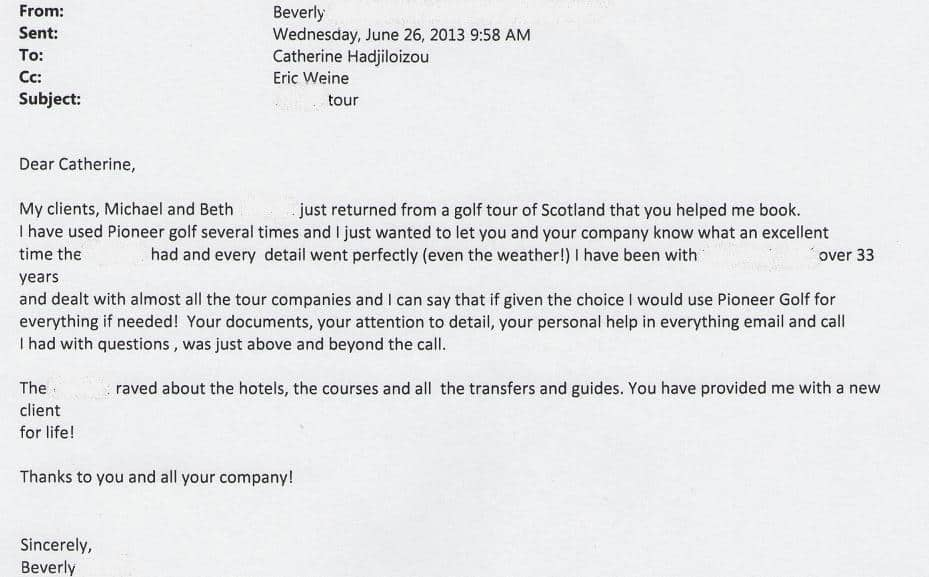 From: Beverly
Sent: Wednesday, June 26, 2013 9:58 AM
To: Catherine Hadjiloizou
Cc: Eric Weine
Subject: tour
Dear Catherine,
My clients, Michael and Beth just returned from a golf tour of Scotland that you helped me book.
I have used Pioneer golf several times and I just wanted to let you and your company know what an excellent
time the had and every detail went perfectly (even the weather!) I have been with over 33
years
and dealt with almost all the tour companies and I can say that if given the choice I would use Pioneer Golf for
everything if needed! Your documents, your attention to detail, your personal help in everything email and call
I had with questions , was just above and beyond the call.
The raved about the hotels, the courses and all the transfers and guides. You have provided me with a new
client
for life!
Thanks to you and all your company!
Sincerely,
Beverly